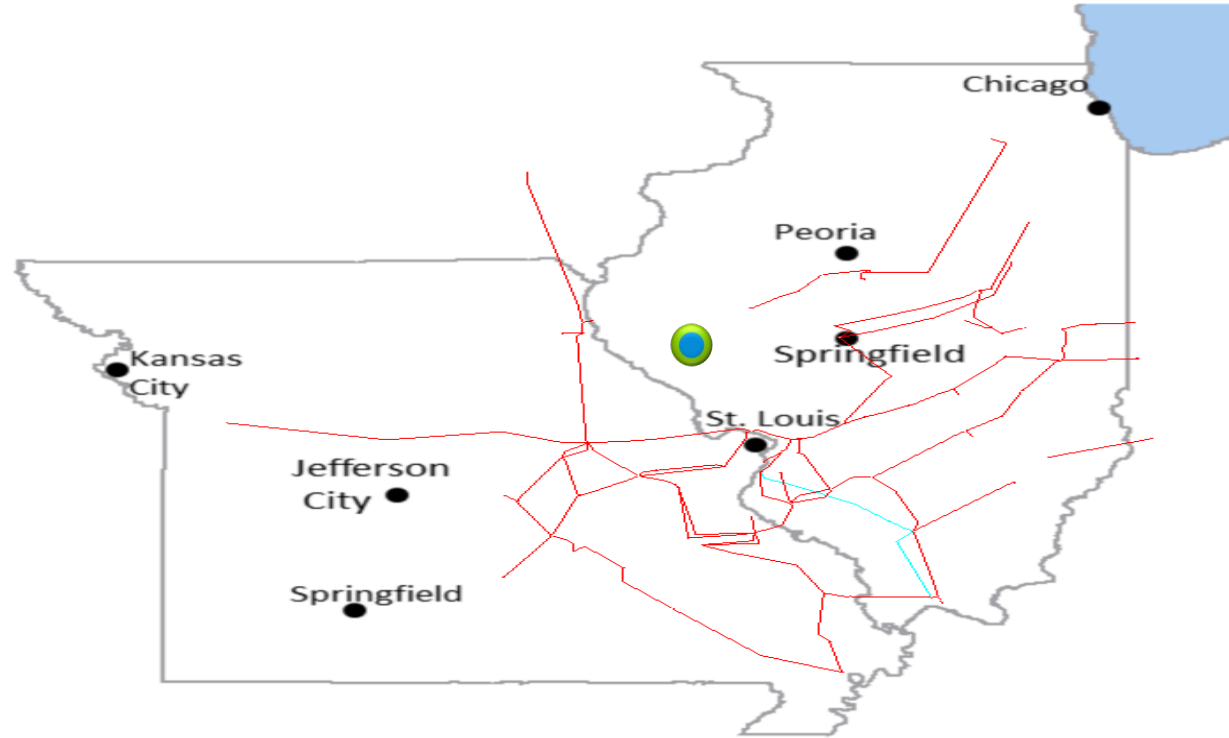 Chicago
Peoria
Springfield
Kansas
City
St. Louis
Jefferson
City
Springfield